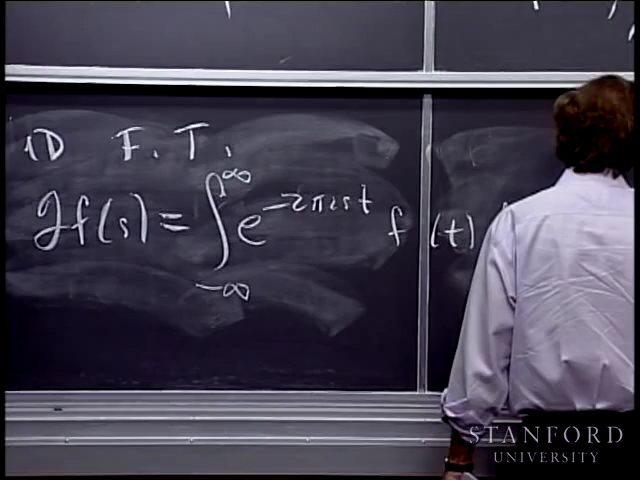 1D F. T.
ℱf(s) = ∫_{-∞}^{∞} e^{-2πist} f(t)
STANFORD
UNIVERSITY